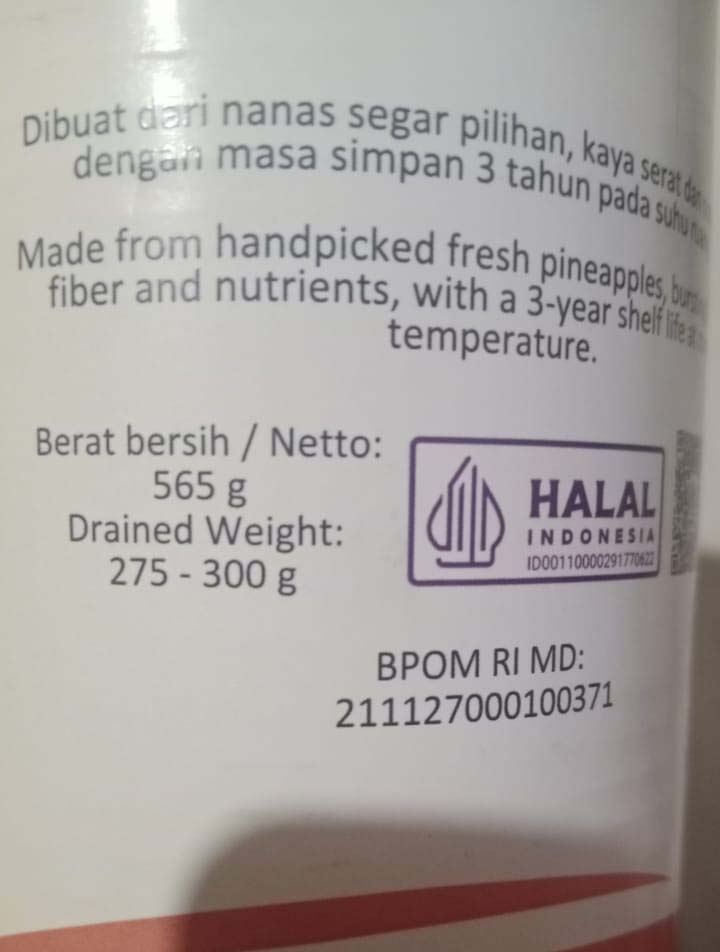 Dibuat dari nanas segar pilihan, kaya serat dan
dengan masa simpan 3 tahun pada suhu
Made from handpicked fresh pineapples,
fiber and nutrients, with a 3-year shelf life
temperature.
Berat bersih / Netto:
565 g
Drained Weight:
275 - 300 g
HALAL
INDONESIA
ID00110000291770622
BPOM RI MD:
211127000100371